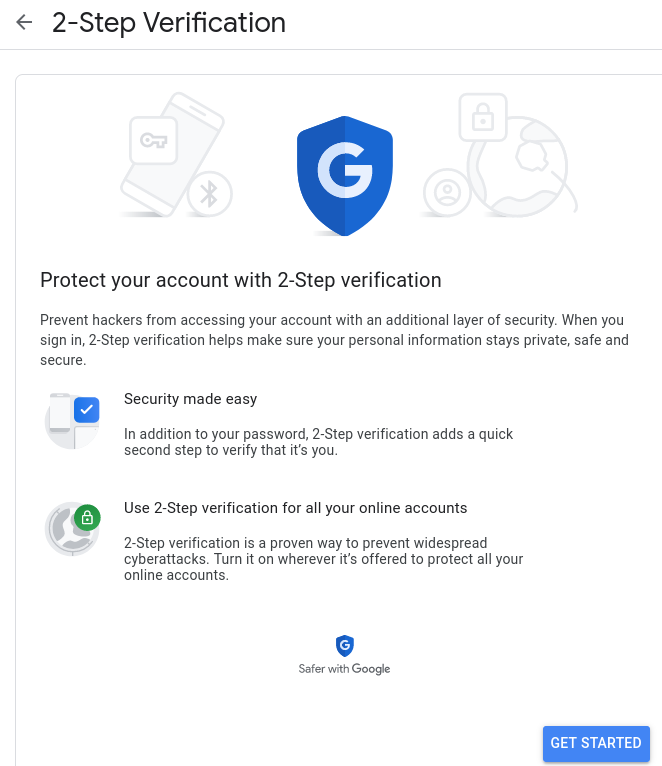 2-Step Verification
Protect your account with 2-Step verification
Prevent hackers from accessing your account with an additional layer of security. When you
sign in, 2-Step verification helps make sure your personal information stays private, safe and
secure.
Security made easy
In addition to your password, 2-Step verification adds a quick
second step to verify that it’s you.
Use 2-Step verification for all your online accounts
2-Step verification is a proven way to prevent widespread
cyberattacks. Turn it on wherever it’s offered to protect all your
online accounts.
Safer with Google
GET STARTED